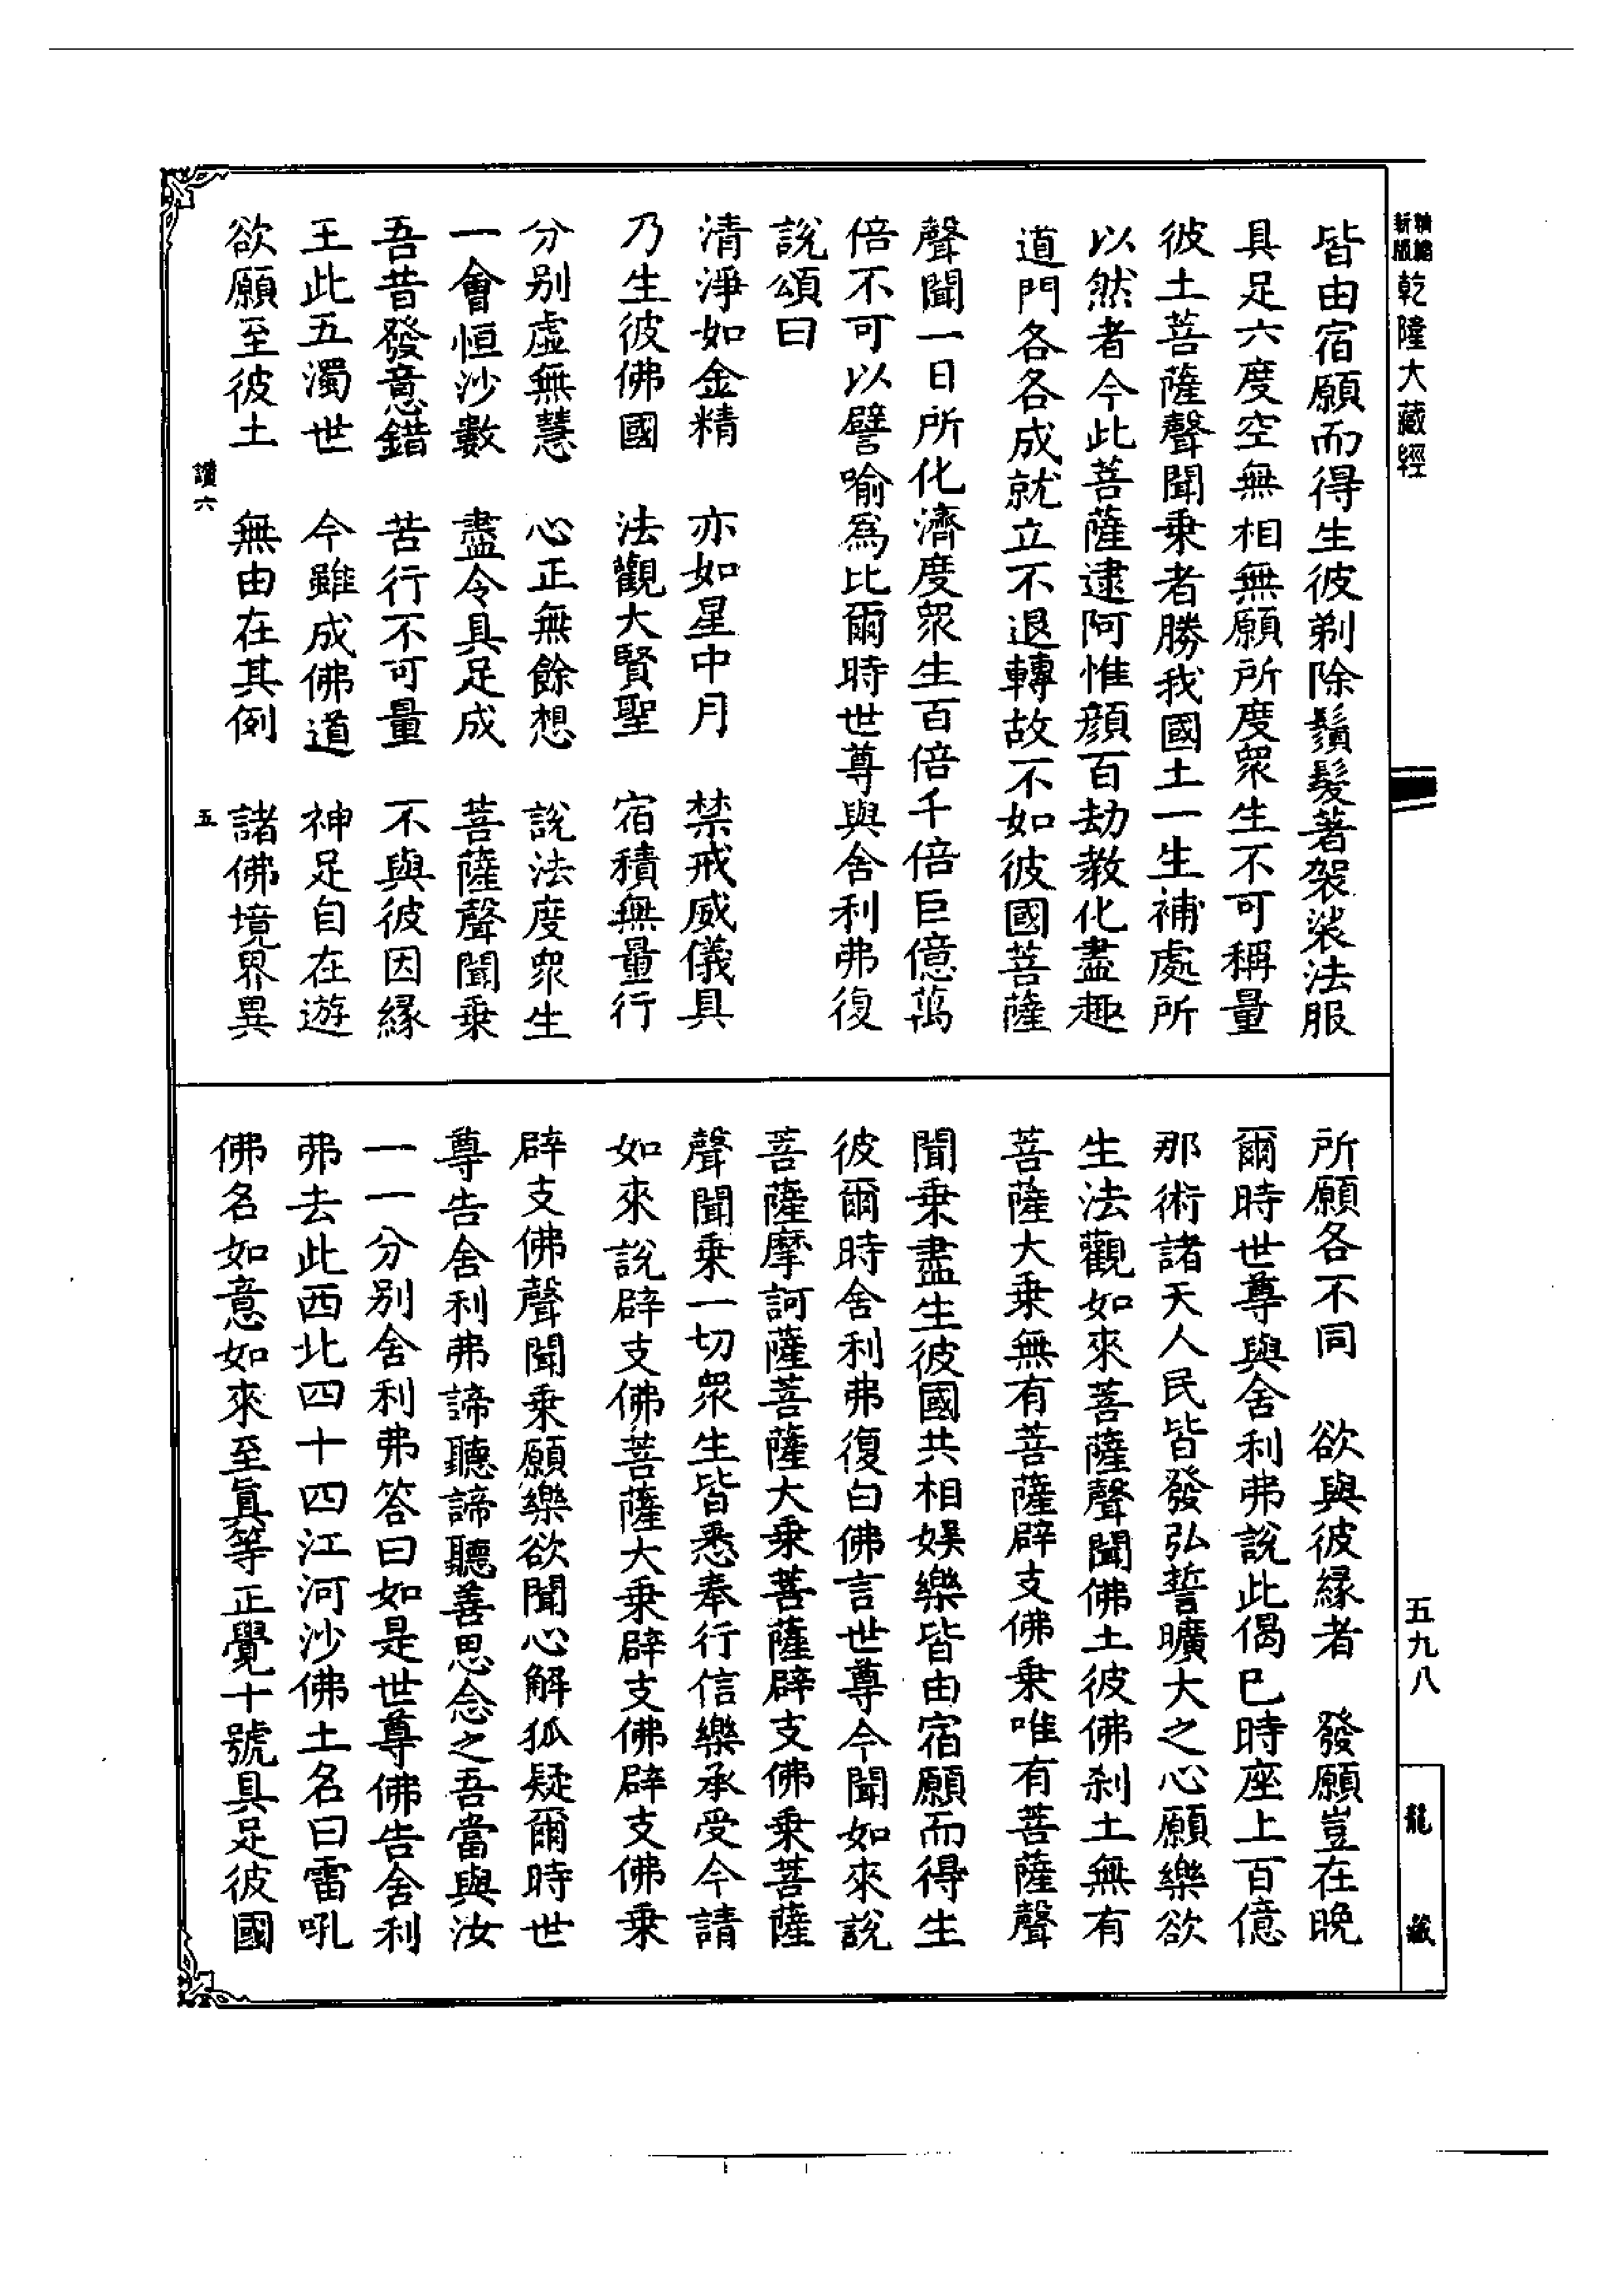 精縮
新版
乾隆大藏經
皆由宿願而得生彼剃除鬚髮著袈裟法服
具足六度空無相無願所度眾生不可稱量
彼土菩薩聲聞乘者勝我國土一生補處所
以然者今此菩薩逮阿惟顔百劫教化盡趣
道門各各成就立不退轉故不如彼國菩薩
聲聞一日所化濟度眾生百倍千倍巨億萬
倍不可以譬喻爲比爾時世尊與舍利弗復
說頌曰
清淨如金精　亦如星中月　禁戒威儀具
乃生彼佛國　法觀大賢聖　宿積無量行
分別虛無慧　心正無餘想　說法度眾生
一會恒沙數　盡令具足成　菩薩聲聞乘
吾昔發意錯　苦行不可量　不與彼因緣
王此五濁世　今雖成佛道　神足自在遊
欲願至彼土　無由在其例　諸佛境界異
讚六　五
所願各不同　欲與彼緣者　發願豈在晚
爾時世尊與舍利弗說此偈已時座上百億
那術諸天人民皆發弘誓曠大之心願樂欲
生法觀如來菩薩聲聞佛土彼佛刹土無有
菩薩大乘無有菩薩辟支佛乘唯有菩薩聲
聞乘盡生彼國共相娛樂皆由宿願而得生
彼爾時舍利弗復白佛言世尊今聞如來說
菩薩摩訶薩菩薩大乘菩薩辟支佛乘菩薩
聲聞乘一切眾生皆悉奉行信樂承受今請
如來說辟支佛菩薩大乘辟支佛辟支佛乘
辟支佛聲聞乘願樂欲聞心解狐疑爾時世
尊告舍利弗諦聽諦聽善思念之吾當與汝
一一分別舍利弗答曰如是世尊佛告舍利
弗去此西北四十四江河沙佛土名曰雷吼
佛名如意如來至真等正覺十號具足彼國
五九八
龍藏